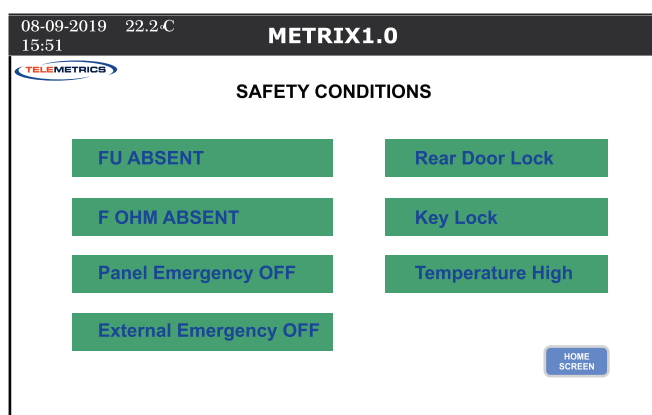 08-09-2019 22.2°C
15:51
METRIX1.0
TELEMETRICS
SAFETY CONDITIONS
FU ABSENT
F OHM ABSENT
Panel Emergency OFF
External Emergency OFF
Rear Door Lock
Key Lock
Temperature High
HOME
SCREEN